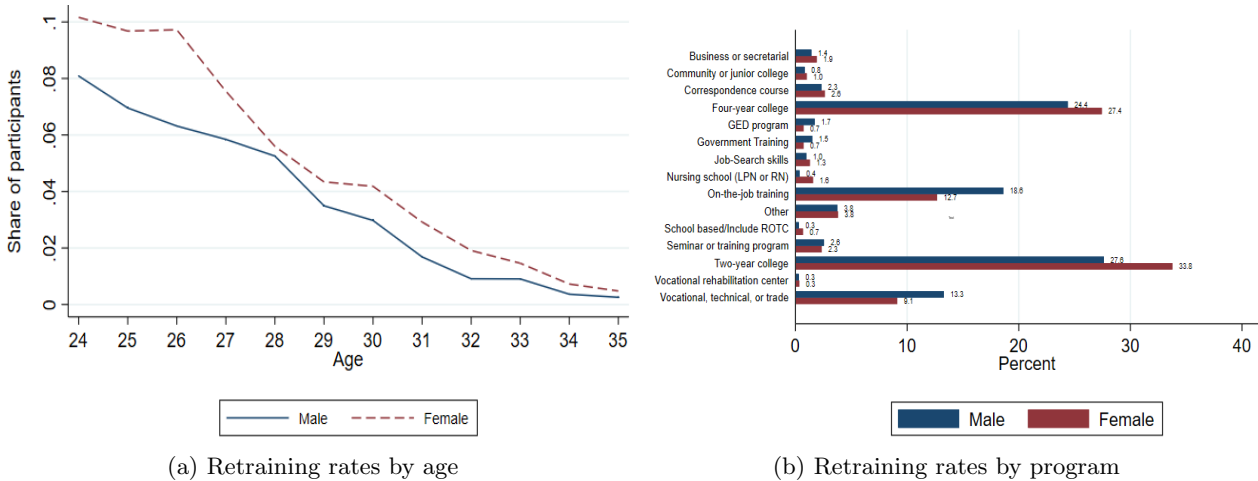 .1
.08
.06
.04
.02
0
Share of participants
24 25 26 27 28 29 30 31 32 33 34 35
Age
Male Female
(a) Retraining rates by age
Business or secretarial 1.4 1.9
Community or junior college 0.8 1.0
Correspondence course 2.3 2.6
Four-year college 24.4 27.4
GED program 1.7 0.7
Government Training 1.5 0.7
Job-Search skills 1.0 1.3
Nursing school (LPN or RN) 0.4 1.6
On-the-job training 18.6 12.7
Other 3.8 3.8
School based/Include ROTC 0.3 0.7
Seminar or training program 2.6 2.3
Two-year college 27.6 33.8
Vocational rehabilitation center 0.3 0.3
Vocational, technical, or trade 13.3 9.1
0 10 20 30 40
Percent
Male Female
(b) Retraining rates by program